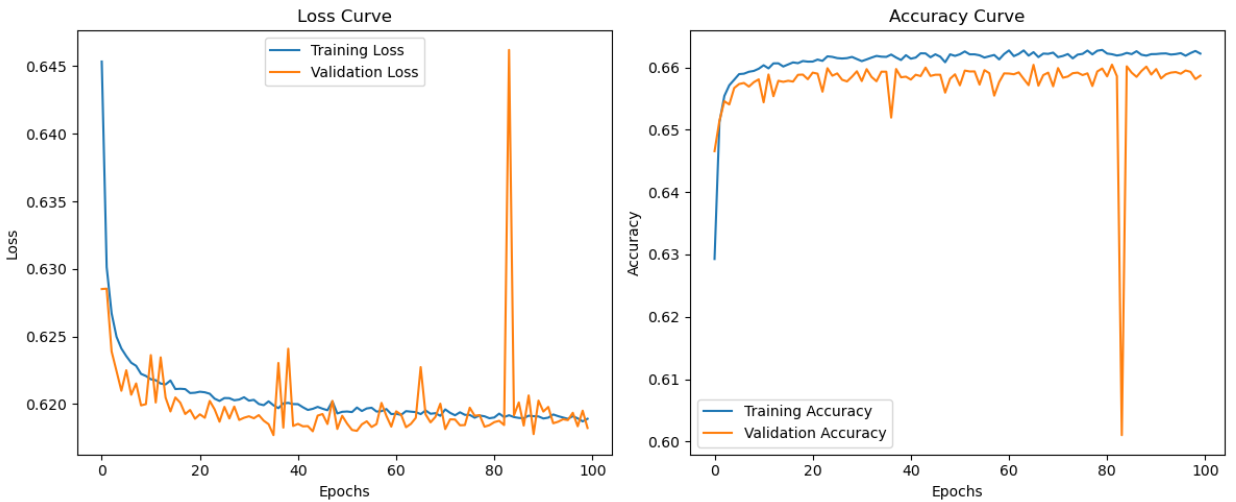 Loss Curve
Training Loss
Validation Loss
0.645
0.640
0.635
0.630
0.625
0.620
Loss
0
20
40
60
80
100
Epochs
Accuracy Curve
0.66
0.65
0.64
0.63
0.62
0.61
0.60
Accuracy
Training Accuracy
Validation Accuracy
0
20
40
60
80
100
Epochs